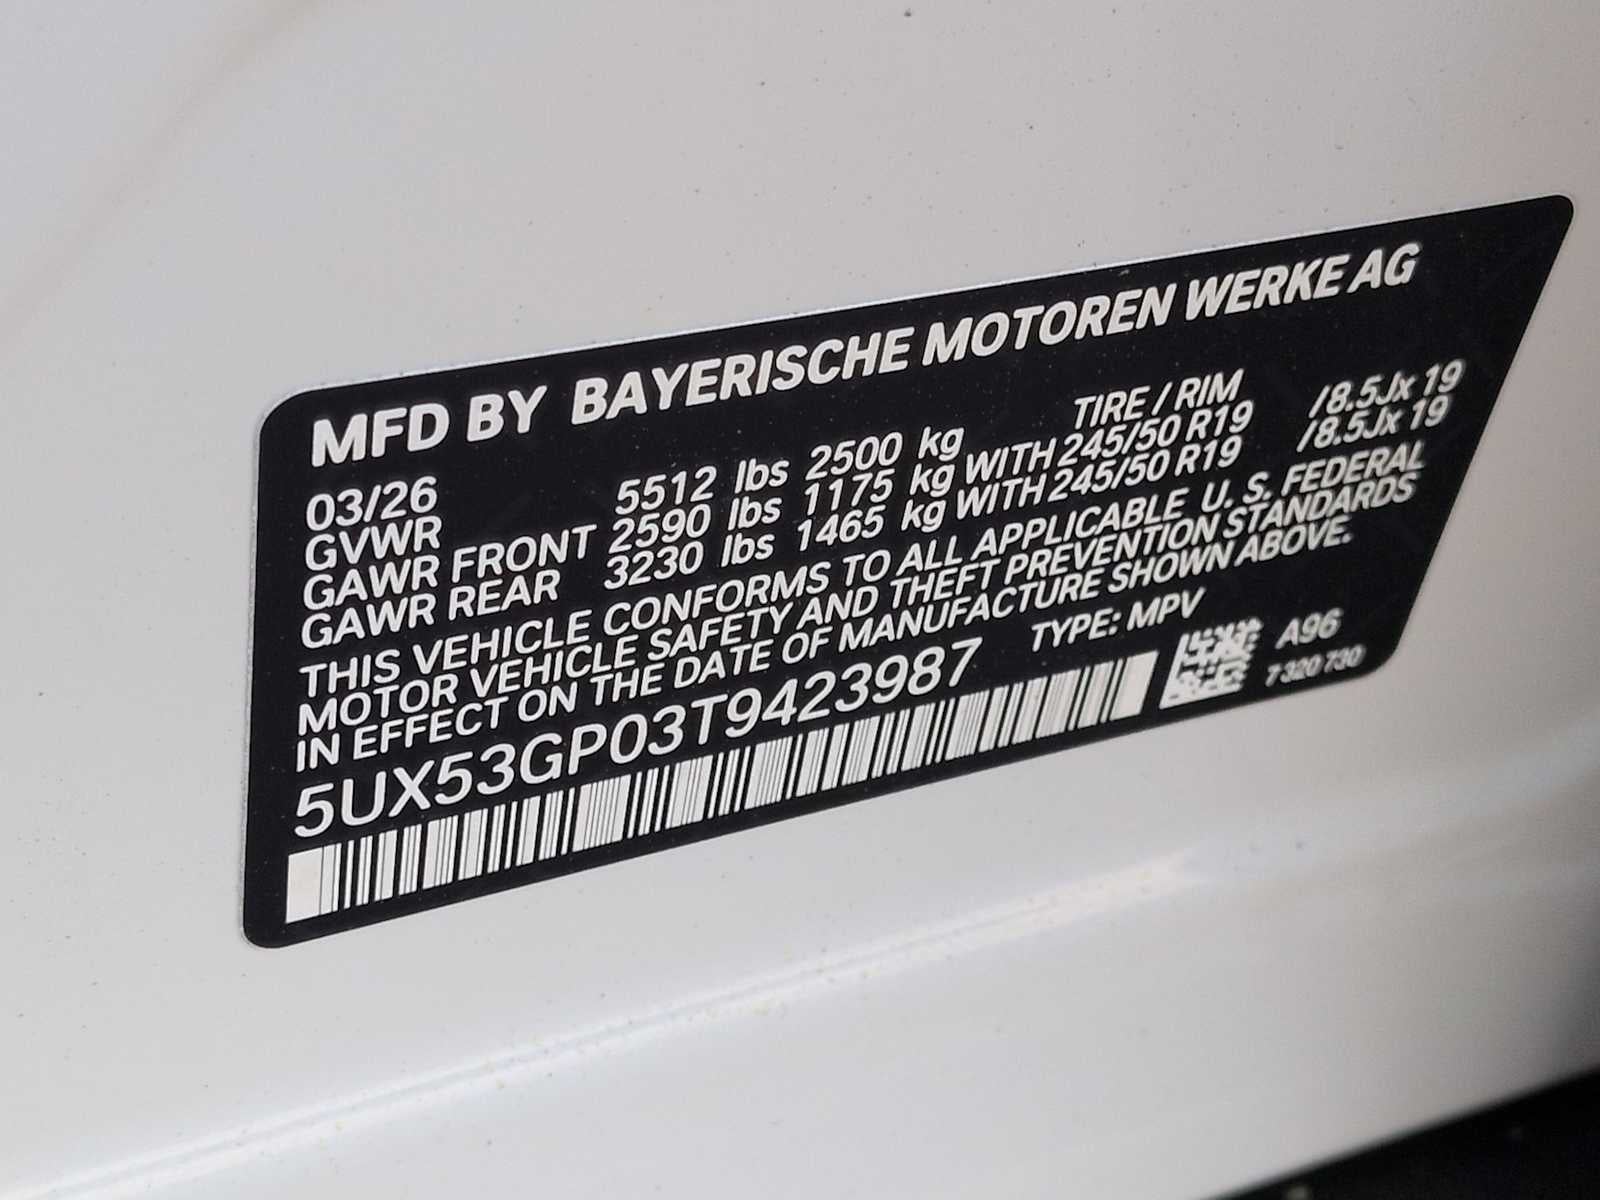 MFD BY BAYERISCHE MOTOREN WERKE AG
03/26 TIRE / RIM
GVWR 5512 lbs 2500 kg
GAWR FRONT 2590 lbs 1175 kg WITH 245/50 R19 /8.5Jx 19
GAWR REAR 3230 lbs 1465 kg WITH 245/50 R19 /8.5Jx 19
THIS VEHICLE CONFORMS TO ALL APPLICABLE U. S. FEDERAL
MOTOR VEHICLE SAFETY AND THEFT PREVENTION STANDARDS
IN EFFECT ON THE DATE OF MANUFACTURE SHOWN ABOVE.
5UX53GP03T9423987 TYPE: MPV
A96
7 320 730